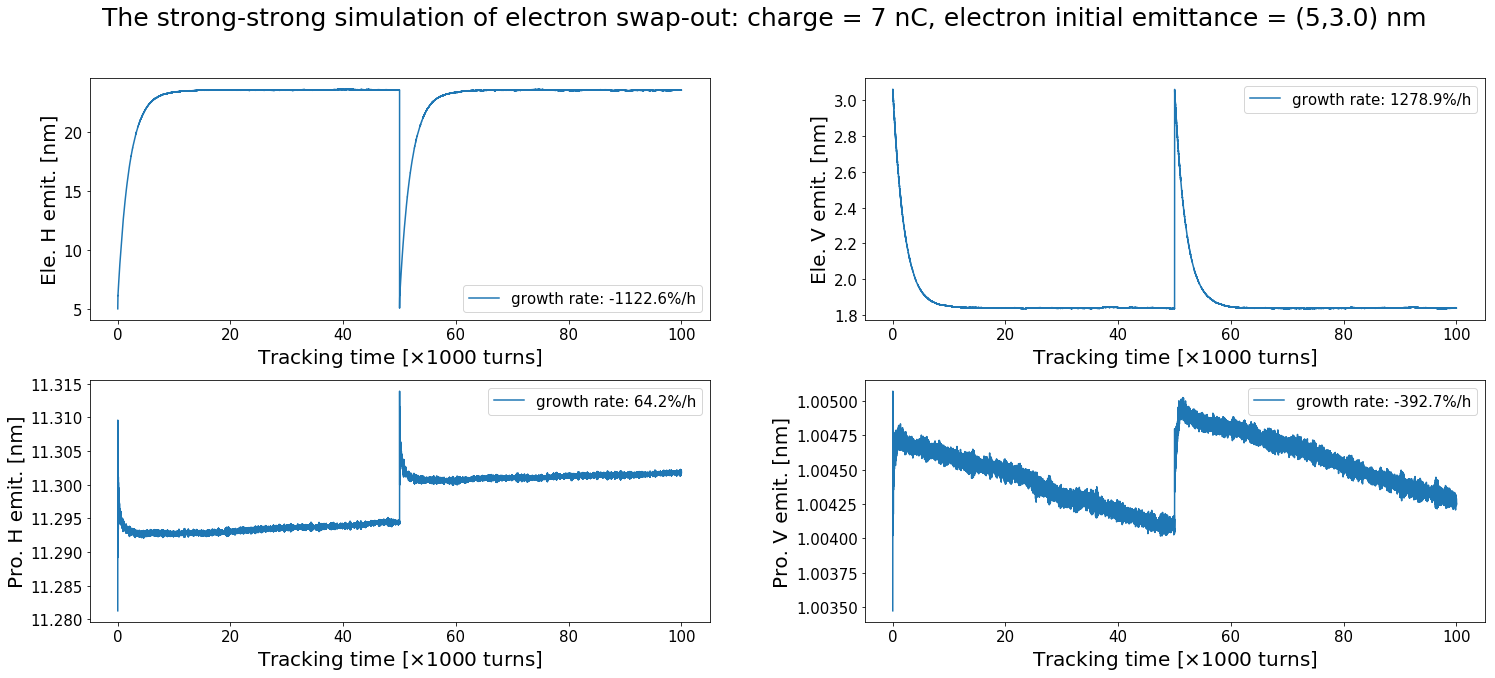 The strong-strong simulation of electron swap-out: charge = 7 nC, electron initial emittance = (5,3.0) nm
Ele. H emit. [nm]
20
15
10
5
growth rate: -1122.6%/h
0 20 40 60 80 100
Tracking time [×1000 turns]
Ele. V emit. [nm]
3.0
2.8
2.6
2.4
2.2
2.0
1.8
growth rate: 1278.9%/h
0 20 40 60 80 100
Tracking time [×1000 turns]
Pro. H emit. [nm]
11.315
11.310
11.305
11.300
11.295
11.290
11.285
11.280
growth rate: 64.2%/h
0 20 40 60 80 100
Tracking time [×1000 turns]
Pro. V emit. [nm]
1.00500
1.00475
1.00450
1.00425
1.00400
1.00375
1.00350
growth rate: -392.7%/h
0 20 40 60 80 100
Tracking time [×1000 turns]